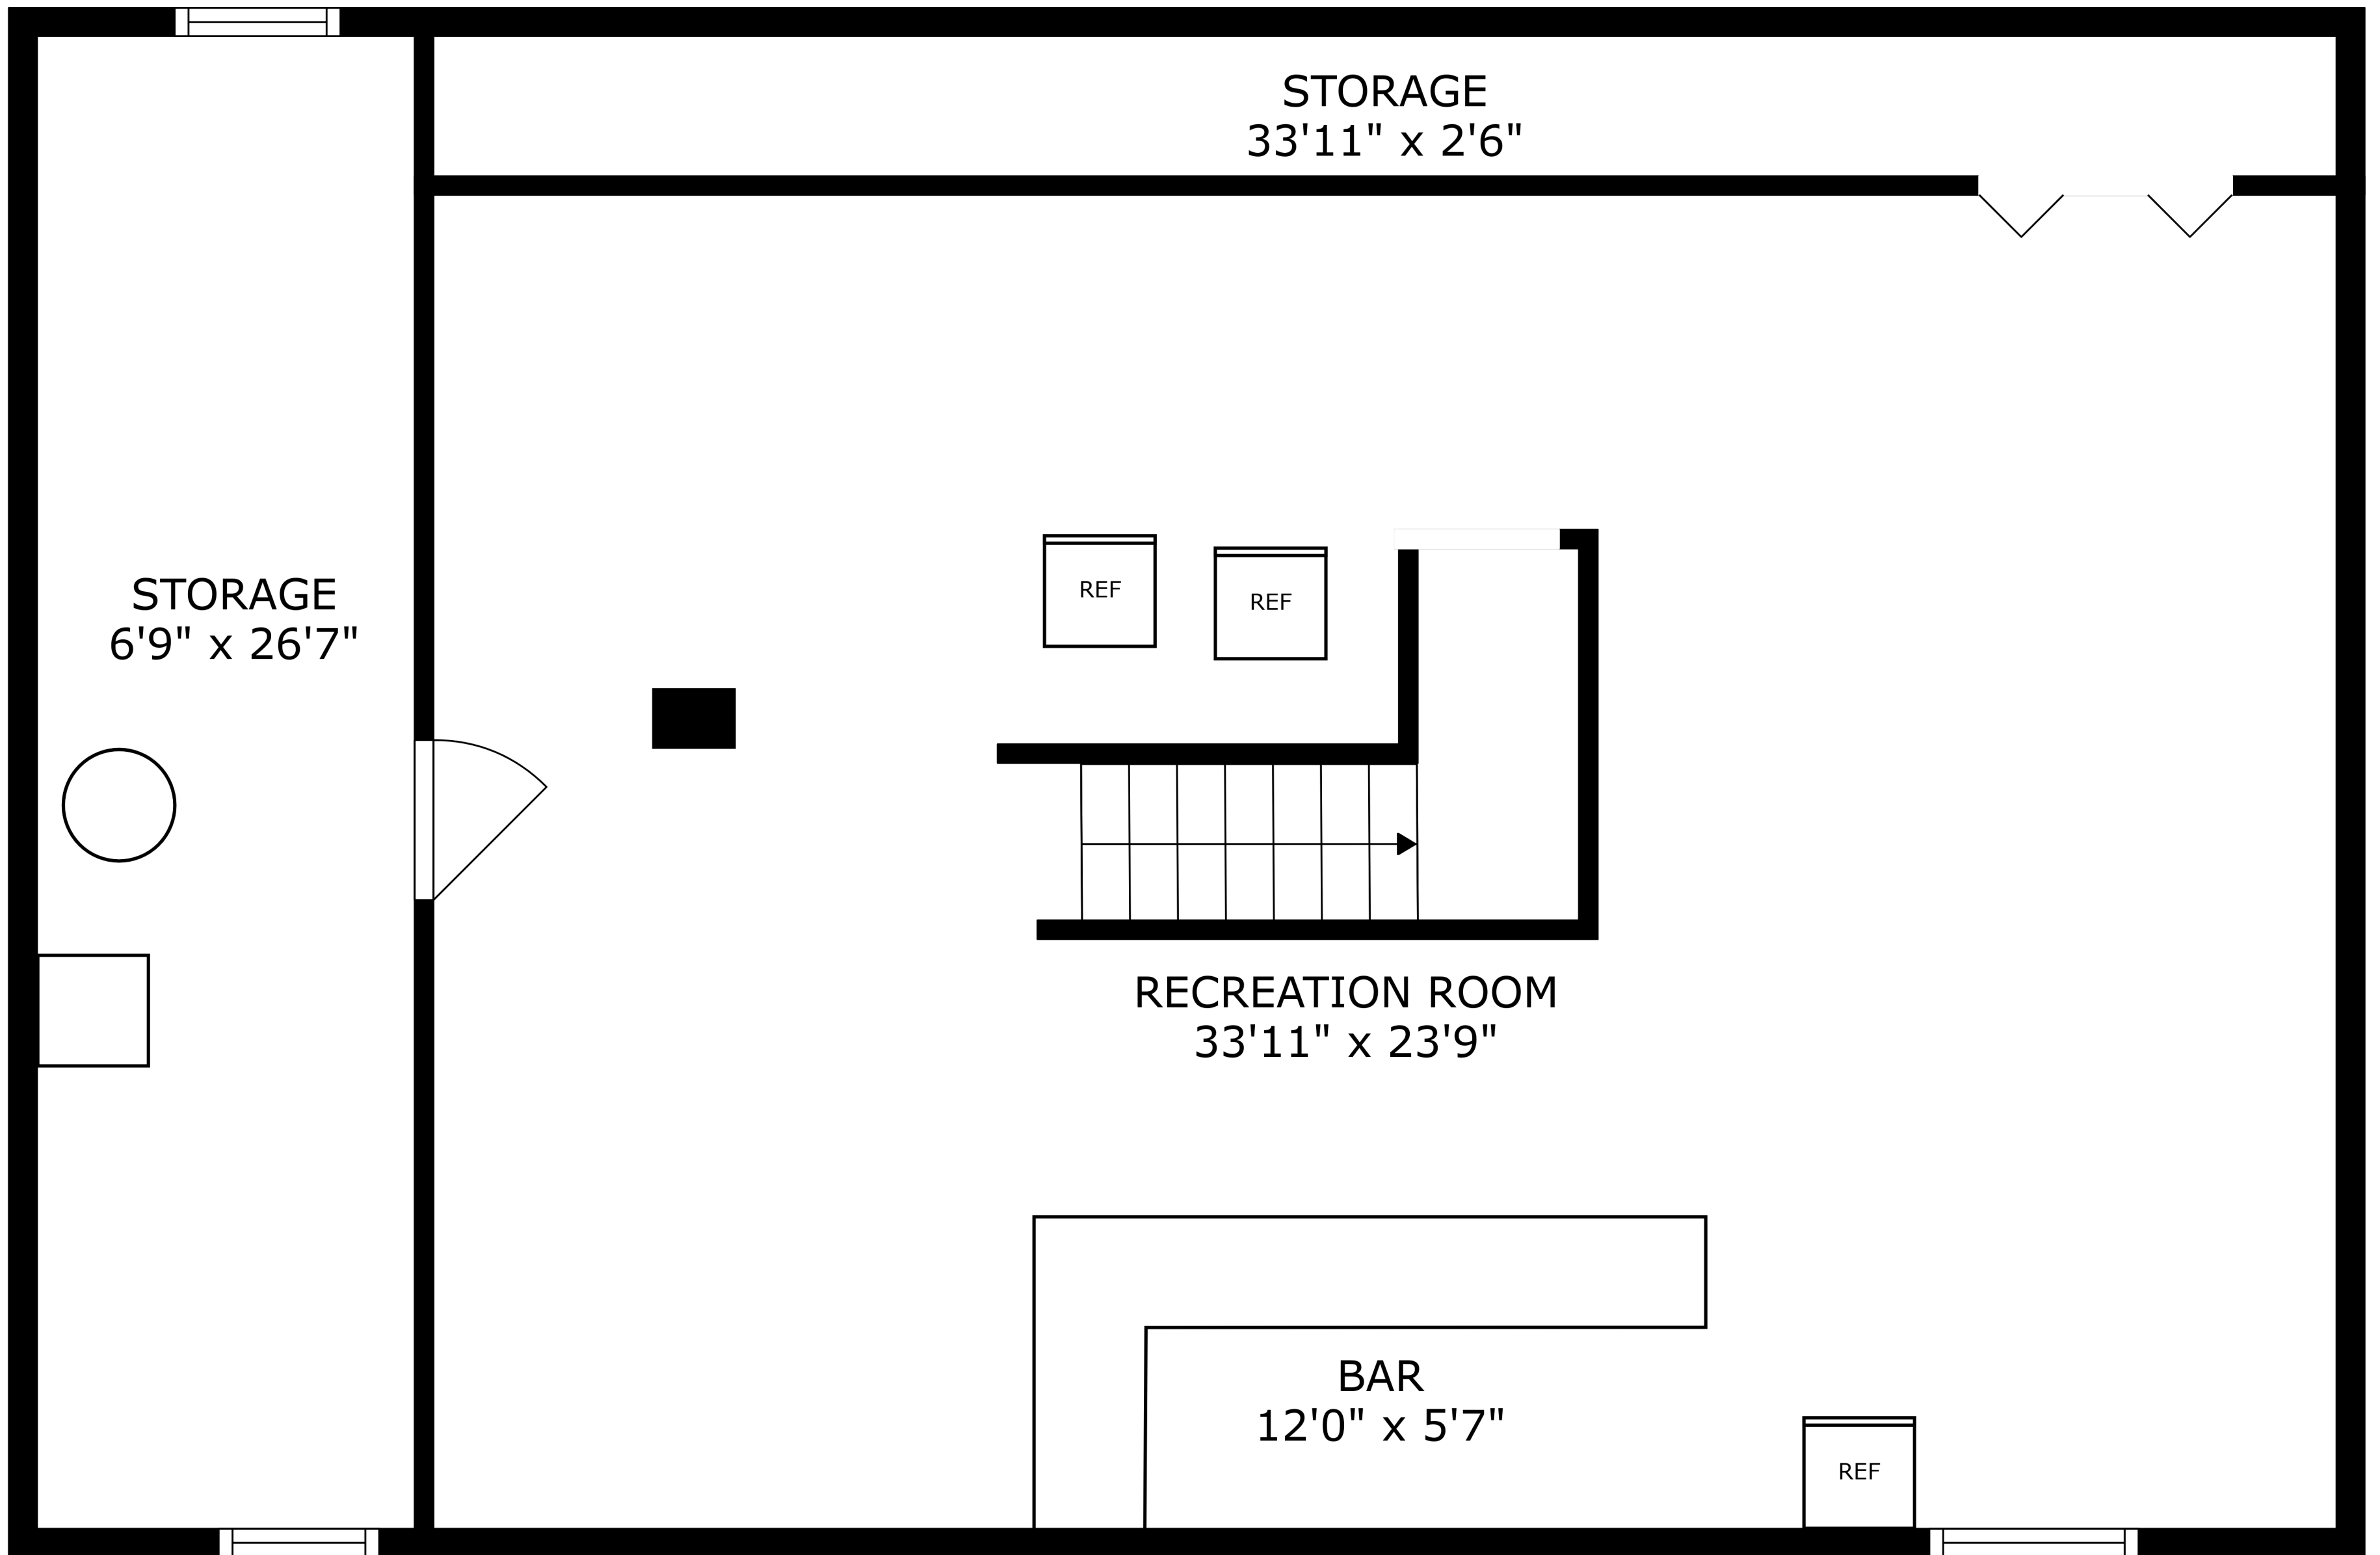 STORAGE
33'11" x 2'6"
REF
REF
STORAGE
6'9" x 26'7"
RECREATION ROOM
33'11" x 23'9"
BAR
12'0" x 5'7"
REF